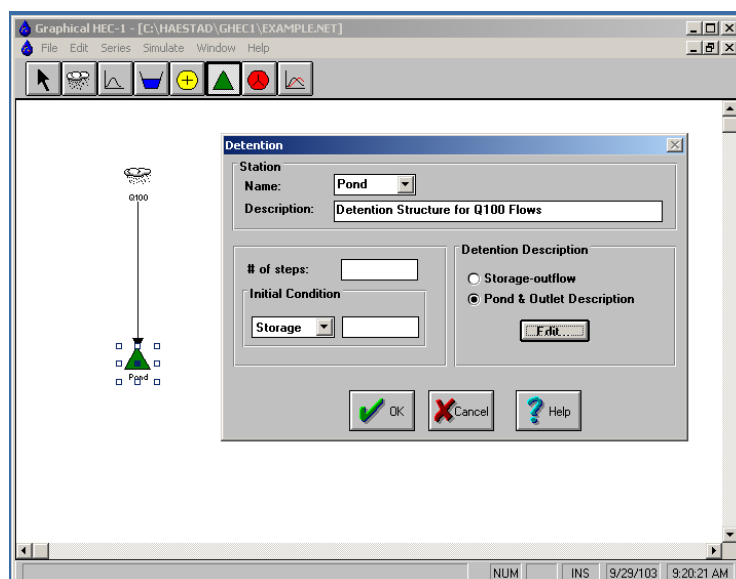 Graphical HEC-1 - [C:\HAESTAD\GHEC1\EXAMPLE.NET]
File Edit Series Simulate Window Help
Q100
Pond
Detention
Station
Name: Pond
Description: Detention Structure for Q100 Flows
# of steps:
Initial Condition
Storage
Detention Description
Storage-outflow
Pond & Outlet Description
Edit...
OK Cancel Help
NUM INS 9/29/103 9:20:21 AM